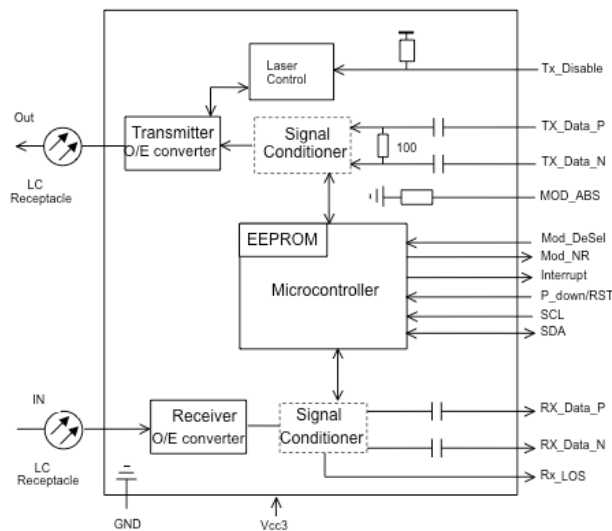 Laser
Control
Tx_Disable
Out
Transmitter
O/E converter
Signal
Conditioner
100
TX_Data_P
TX_Data_N
LC
Receptacle
MOD_ABS
EEPROM
Microcontroller
Mod_DeSel
Mod_NR
Interrupt
P_down/RST
SCL
SDA
IN
Receiver
O/E converter
Signal
Conditioner
RX_Data_P
RX_Data_N
Rx_LOS
LC
Receptacle
GND
Vcc3